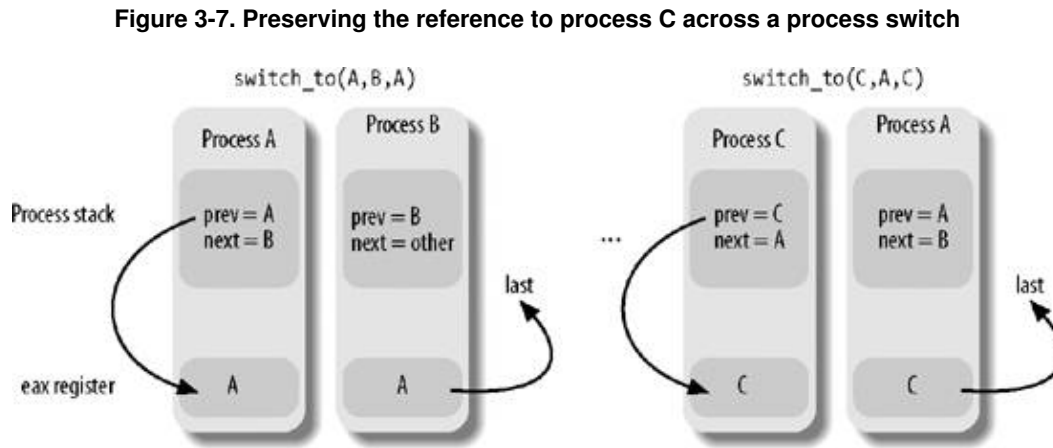 Figure 3-7. Preserving the reference to process C across a process switch
switch_to(A,B,A)
switch_to(C,A,C)
Process A
Process B
Process C
Process A
Process stack
prev = A
next = B
prev = B
next = other
...
prev = C
next = A
prev = A
next = B
last
last
eax register
A
A
C
C